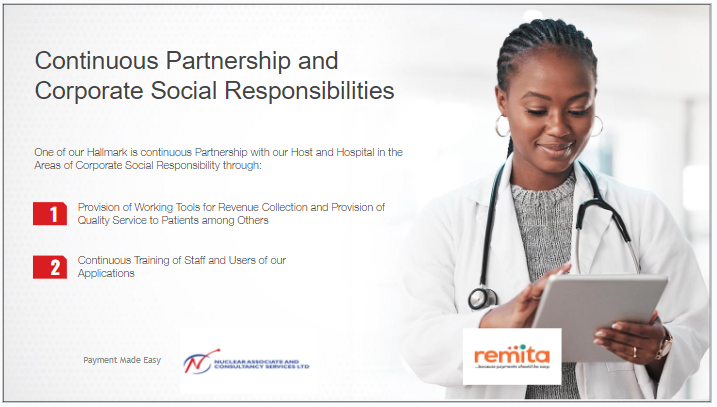 Continuous Partnership and
Corporate Social Responsibilities
One of our Hallmark is continuous Partnership with our Host and Hospital in the
Areas of Corporate Social Responsibility through:
1
Provision of Working Tools for Revenue Collection and Provision of
Quality Service to Patients among Others
2
Continuous Training of Staff and Users of our
Applications
Payment Made Easy
NUCLEAR ASSOCIATE AND
CONSULTANCY SERVICES LTD
remita
...because payments should be easy